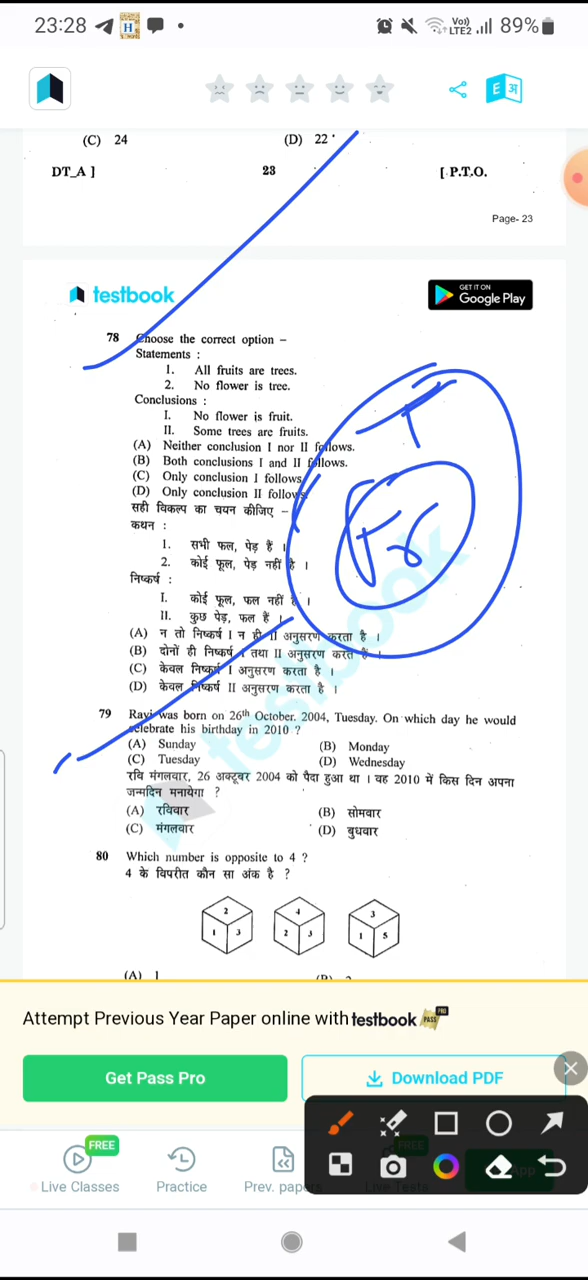 23:28
H
Vo))
LTE2
89%
E अ
(C) 24 (D) 22
DT_A ] 23 [ P.T.O.
Page- 23
testbook
GET IT ON
Google Play
78 Choose the correct option –
Statements :
1. All fruits are trees.
2. No flower is tree.
Conclusions :
I. No flower is fruit.
II. Some trees are fruits.
(A) Neither conclusion I nor II follows.
(B) Both conclusions I and II follows.
(C) Only conclusion I follows
(D) Only conclusion II follows
सही विकल्प का चयन कीजिए –
कथन :
1. सभी फल, पेड़ हैं ।
2. कोई फूल, पेड़ नहीं है ।
निष्कर्ष :
I. कोई फूल, फल नहीं है ।
II. कुछ पेड़, फल हैं ।
(A) न तो निष्कर्ष I न ही II अनुसरण करता है ।
(B) दोनों ही निष्कर्ष I तथा II अनुसरण करते हैं ।
(C) केवल निष्कर्ष I अनुसरण करता है ।
(D) केवल निष्कर्ष II अनुसरण करता है ।
79 Ravi was born on 26th October, 2004, Tuesday. On which day he would
celebrate his birthday in 2010 ?
(A) Sunday (B) Monday
(C) Tuesday (D) Wednesday
रवि मंगलवार, 26 अक्टूबर 2004 को पैदा हुआ था । वह 2010 में किस दिन अपना
जन्मदिन मनायेगा ?
(A) रविवार (B) सोमवार
(C) मंगलवार (D) बुधवार
80 Which number is opposite to 4 ?
4 के विपरीत कौन सा अंक है ?
2 4 3
1 3 2 3 1 5
(A) 1
Attempt Previous Year Paper online with testbook PASS PRO
Get Pass Pro Download PDF
FREE
Live Classes Practice Prev. papers